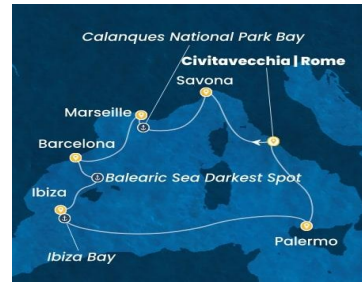 Calanques National Park Bay
Civitavecchia | Rome
Savona
Marseille
Barcelona
Balearic Sea Darkest Spot
Ibiza
Palermo
Ibiza Bay